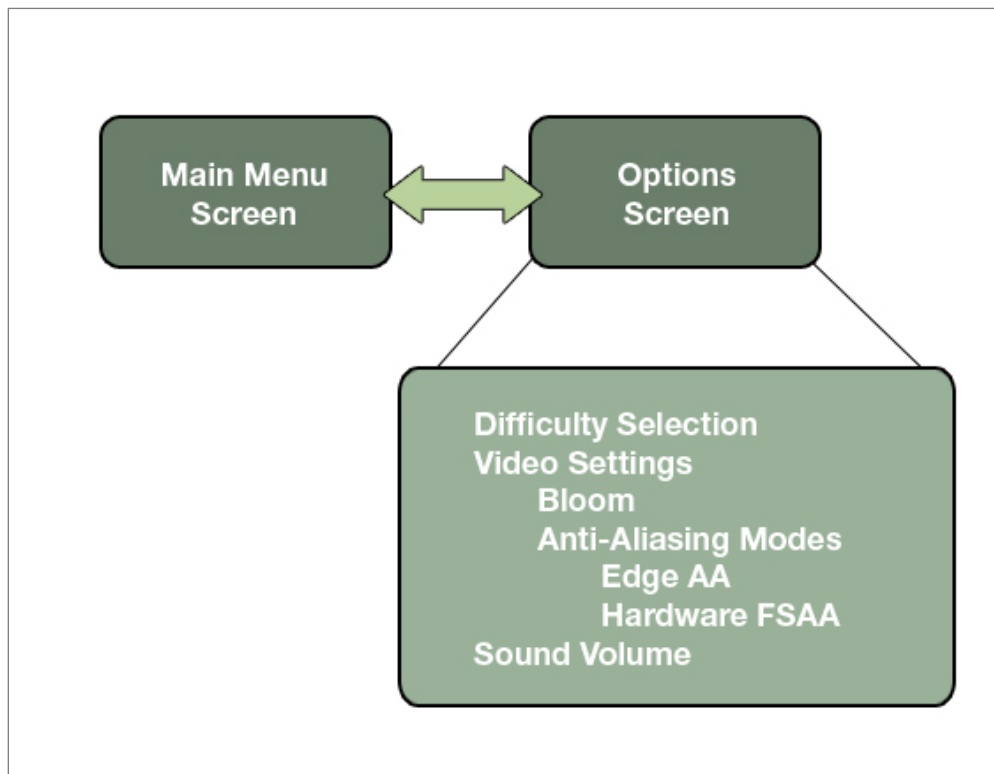 Main Menu
Screen
Options
Screen
Difficulty Selection
Video Settings
Bloom
Anti-Aliasing Modes
Edge AA
Hardware FSAA
Sound Volume